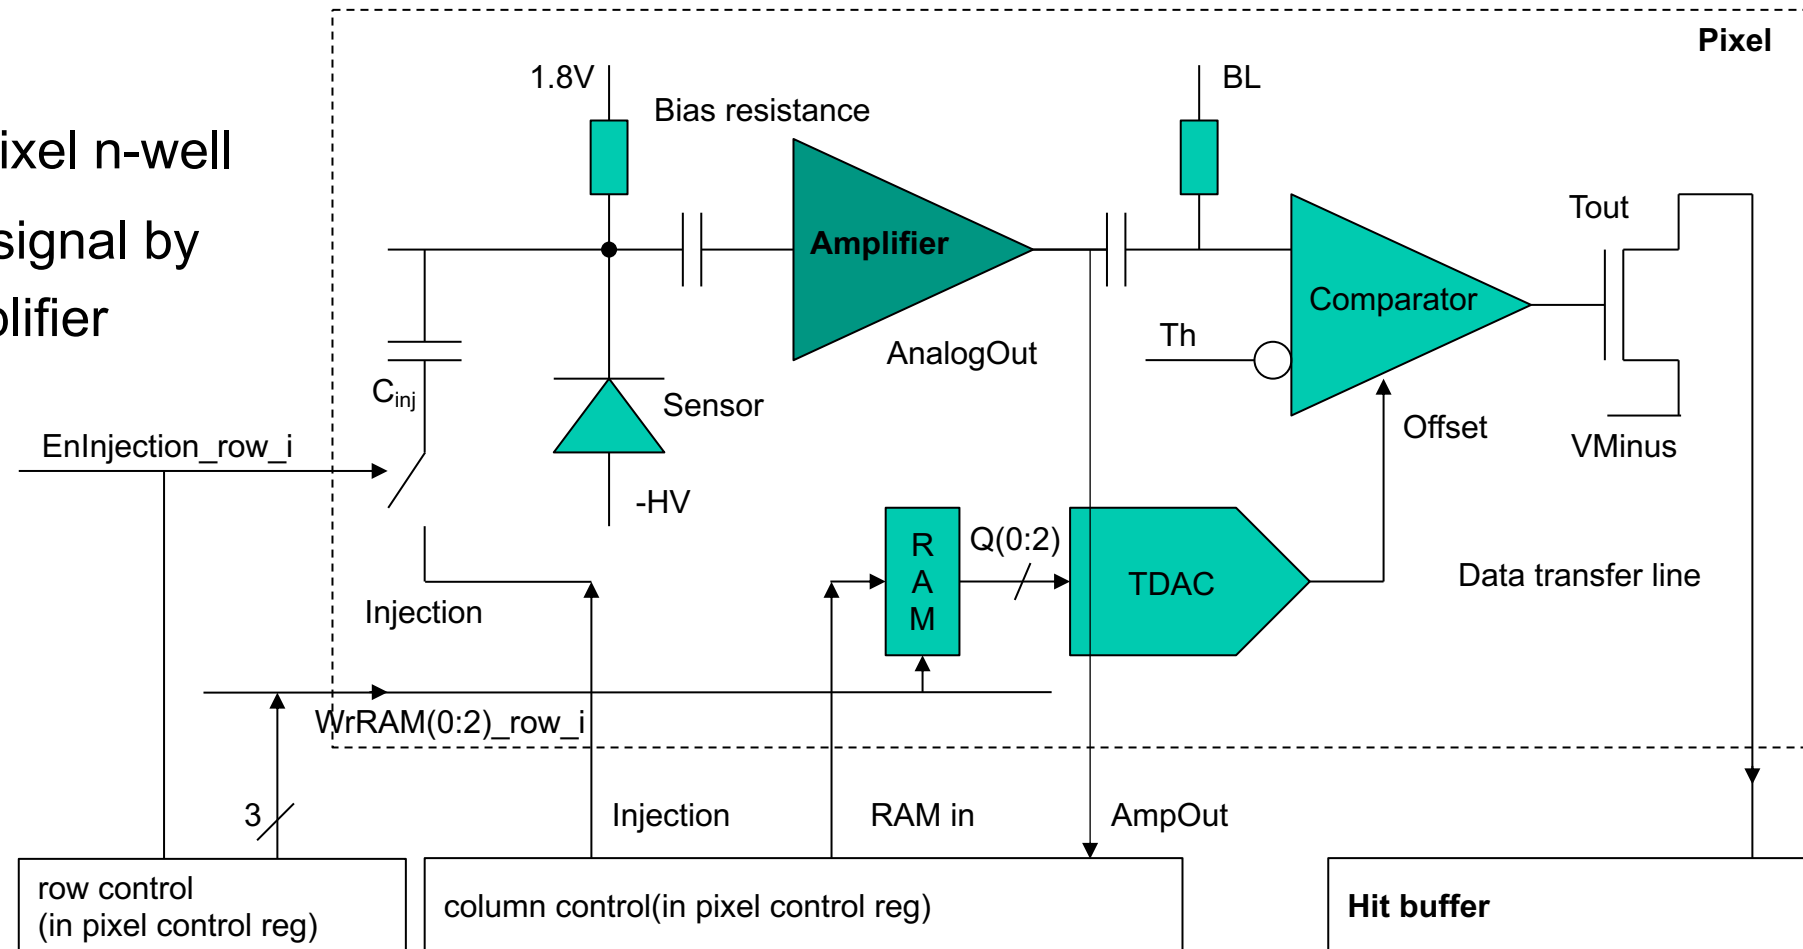 Pixel
1.8V
BL
Bias resistance
ixel n-well
Tout
signal by
Amplifier
Comparator
plifier
Th
AnalogOut
Cinj
Sensor
Offset
EnInjection_row_i
VMinus
-HV
RAM
Q(0:2)
TDAC
Data transfer line
Injection
WrRAM(0:2)_row_i
3
Injection
RAM in
AmpOut
row control
(in pixel control reg)
column control(in pixel control reg)
Hit buffer